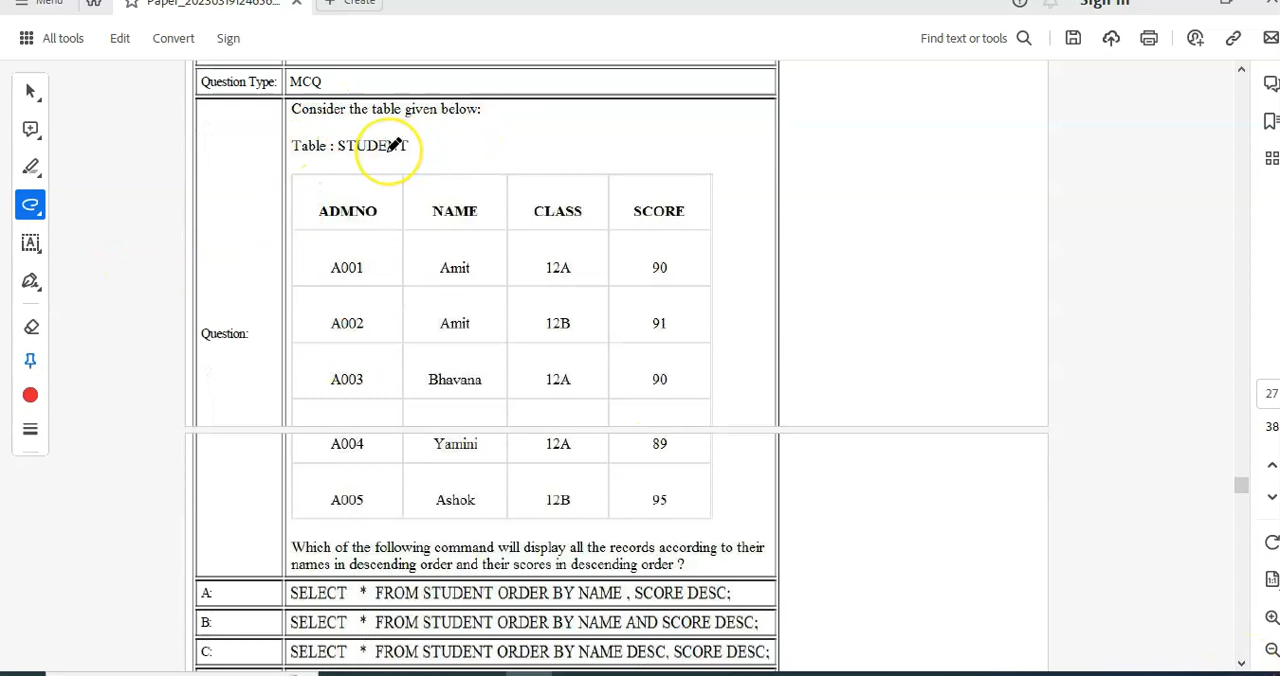 Menu
Paper_20230319124636...
Create
Sign in
All tools
Edit
Convert
Sign
Find text or tools
Question Type:
MCQ
Consider the table given below:
Table : STUDENT
ADMNO NAME CLASS SCORE
A001 Amit 12A 90
A002 Amit 12B 91
A003 Bhavana 12A 90
Question:
A004 Yamini 12A 89
A005 Ashok 12B 95
Which of the following command will display all the records according to their
names in descending order and their scores in descending order ?
A: SELECT * FROM STUDENT ORDER BY NAME , SCORE DESC;
B: SELECT * FROM STUDENT ORDER BY NAME AND SCORE DESC;
C: SELECT * FROM STUDENT ORDER BY NAME DESC, SCORE DESC;
27
38